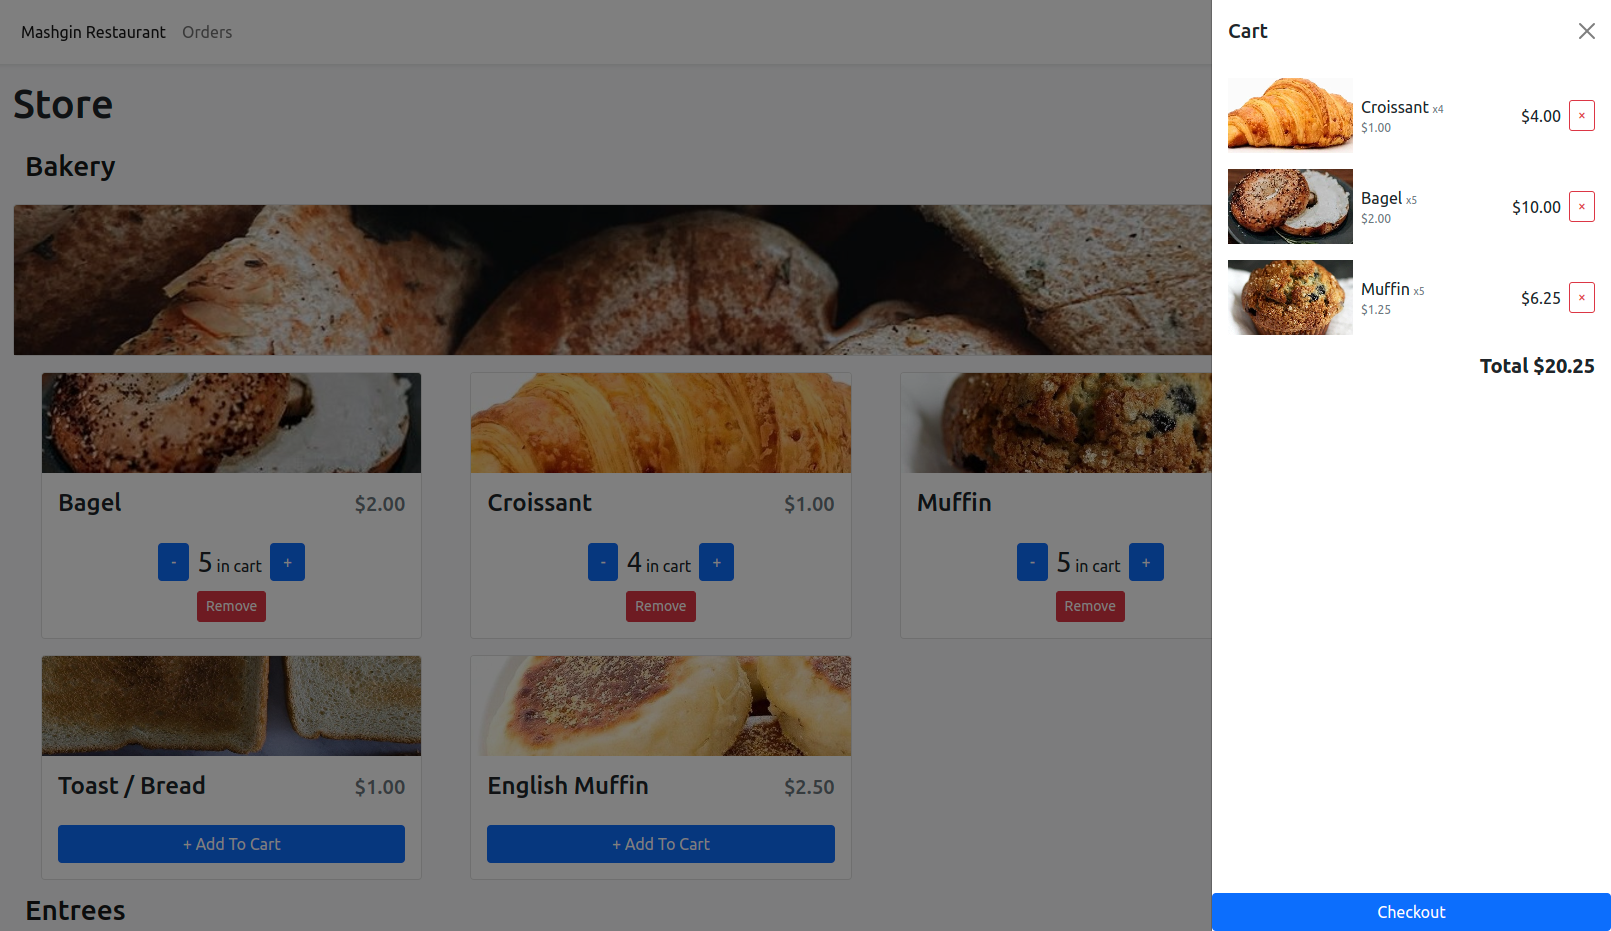 Mashgin Restaurant Orders
Store
Bakery
Bagel $2.00
- 5 in cart +
Remove
Croissant $1.00
- 4 in cart +
Remove
Muffin
- 5 in cart +
Remove
Toast / Bread $1.00
+ Add To Cart
English Muffin $2.50
+ Add To Cart
Entrees
Cart
Croissant x4
$1.00
$4.00 ×
Bagel x5
$2.00
$10.00 ×
Muffin x5
$1.25
$6.25 ×
Total $20.25
Checkout